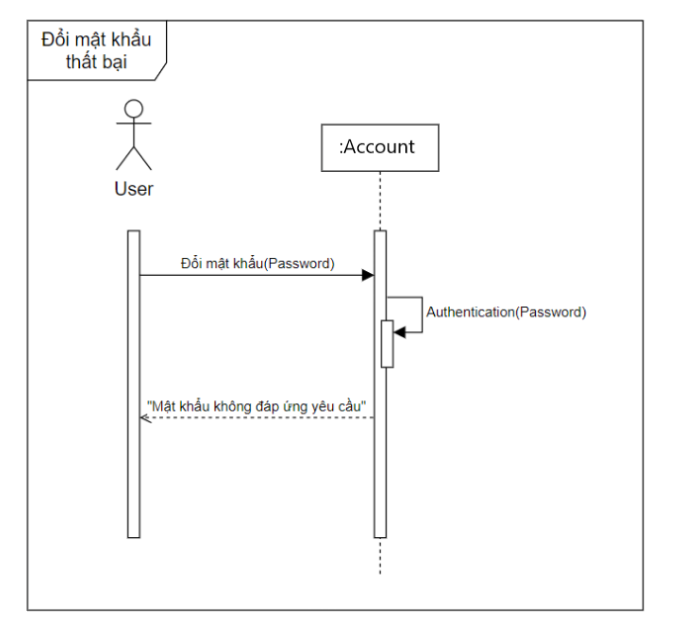 Đổi mật khẩu
thất bại
:Account
User
Đổi mật khẩu(Password)
Authentication(Password)
"Mật khẩu không đáp ứng yêu cầu"